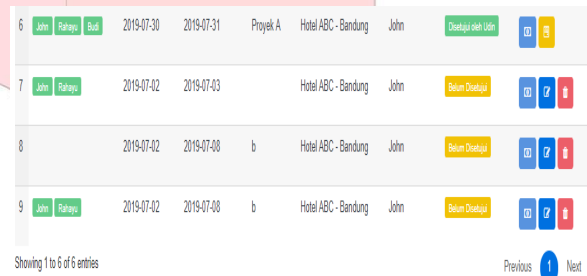 6 John Rahayu Budi 2019-07-30 2019-07-31 Proyek A Hotel ABC - Bandung John Disetujui oleh Udin
7 John Rahayu 2019-07-02 2019-07-03 Hotel ABC - Bandung John Belum Disetujui
8 2019-07-02 2019-07-08 b Hotel ABC - Bandung John Belum Disetujui
9 John Rahayu 2019-07-02 2019-07-08 b Hotel ABC - Bandung John Belum Disetujui
Showing 1 to 6 of 6 entries Previous 1 Next